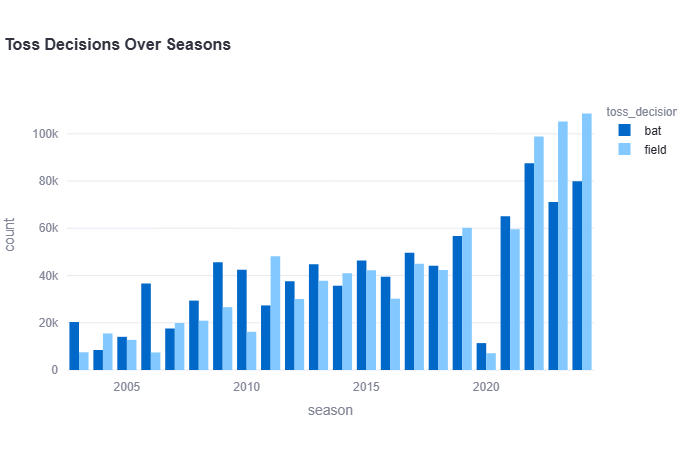 Toss Decisions Over Seasons
toss_decision
bat
field
100k
80k
60k
40k
20k
0
count
2005
2010
2015
2020
season